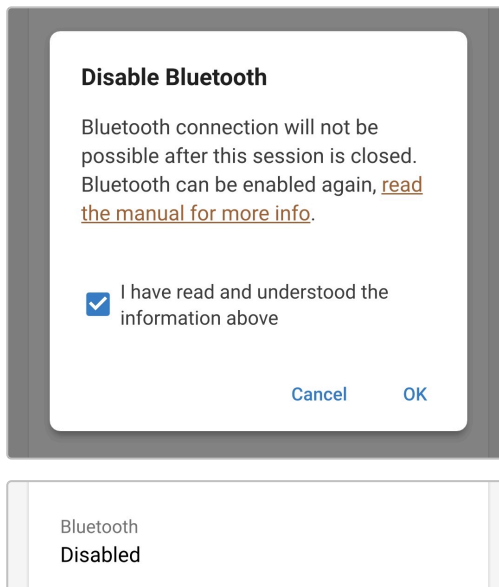 Disable Bluetooth
Bluetooth connection will not be
possible after this session is closed.
Bluetooth can be enabled again, read
the manual for more info.
I have read and understood the
information above
Cancel OK
Bluetooth
Disabled